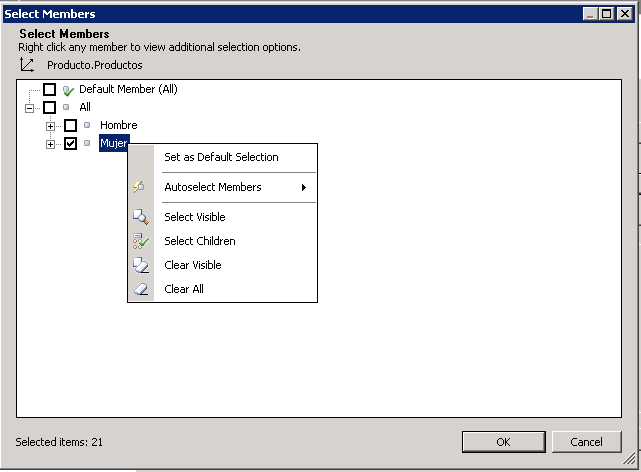 Select Members
Select Members
Right click any member to view additional selection options.
Producto.Productos
Default Member (All)
All
Hombre
Mujer
Set as Default Selection
Autoselect Members
Select Visible
Select Children
Clear Visible
Clear All
Selected items: 21
OK
Cancel